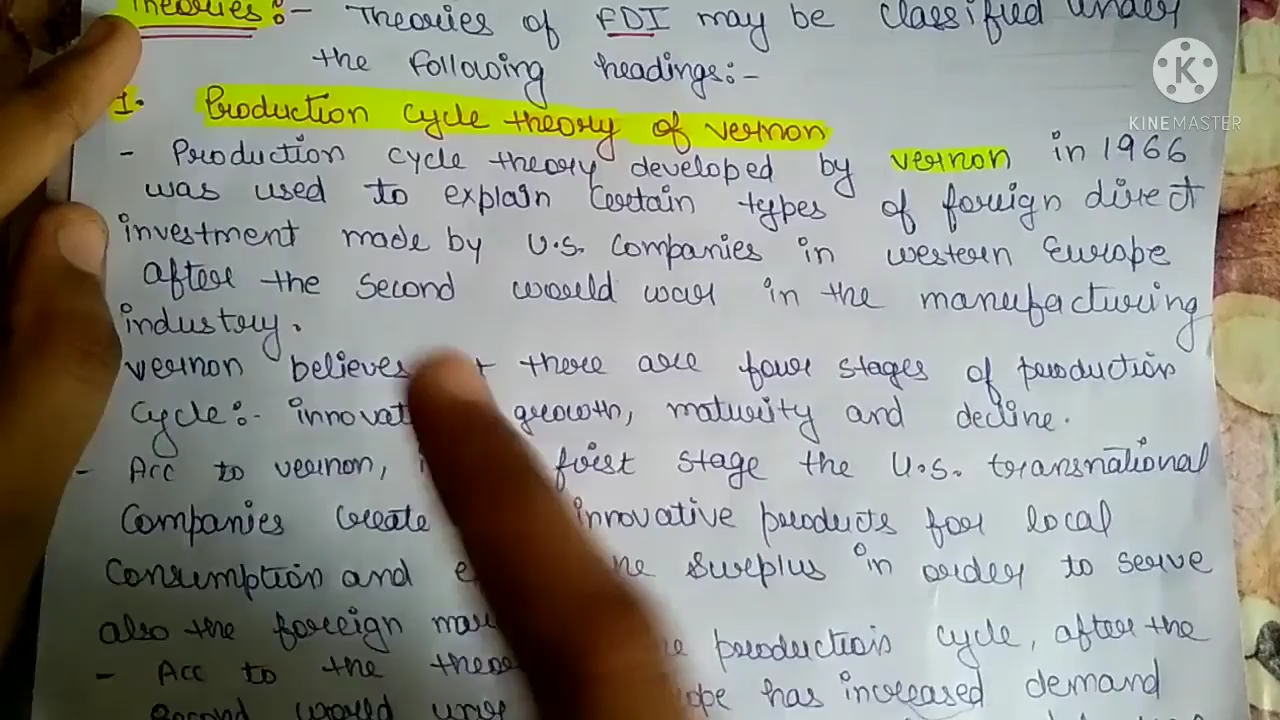 Theories:- Theories of FDI may be classified under
the following headings:-
KINEMASTER
1. Production cycle theory of vernon
- Production cycle theory developed by vernon in 1966
was used to explain certain types of foreign direct
investment made by U.S. Companies in western Europe
after the second world war in the manufacturing
industry.
vernon believes there are four stages of production
cycle:- growth, maturity and decline.
- Acc to vernon, first stage the U.S. transnational
Companies create innovative products for local
Consumption and surplus in order to serve
also the foreign production cycle, after the
- Acc to the has increased demand
second world